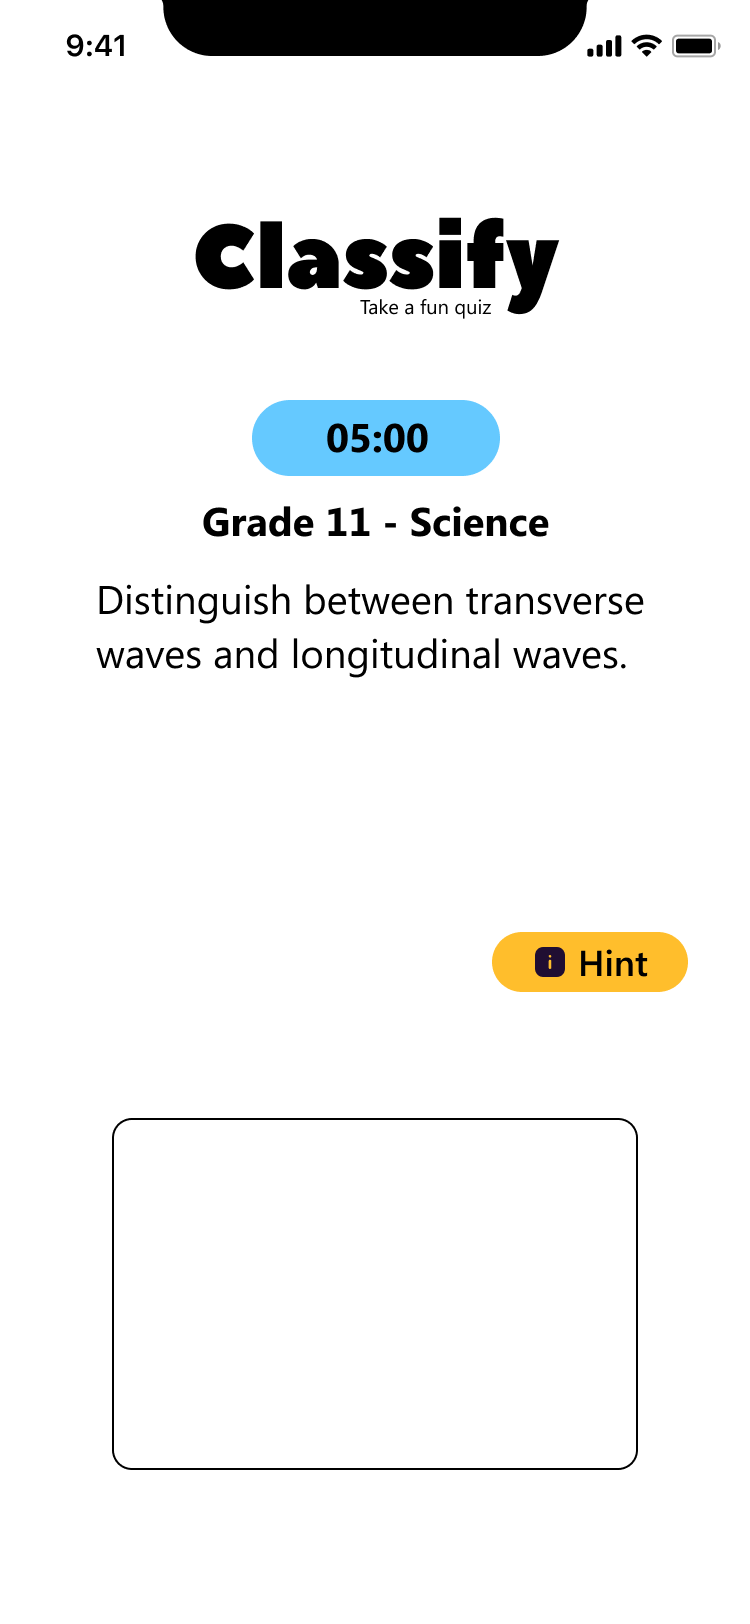 9:41
Classify
Take a fun quiz
05:00
Grade 11 - Science
Distinguish between transverse
waves and longitudinal waves.
i Hint